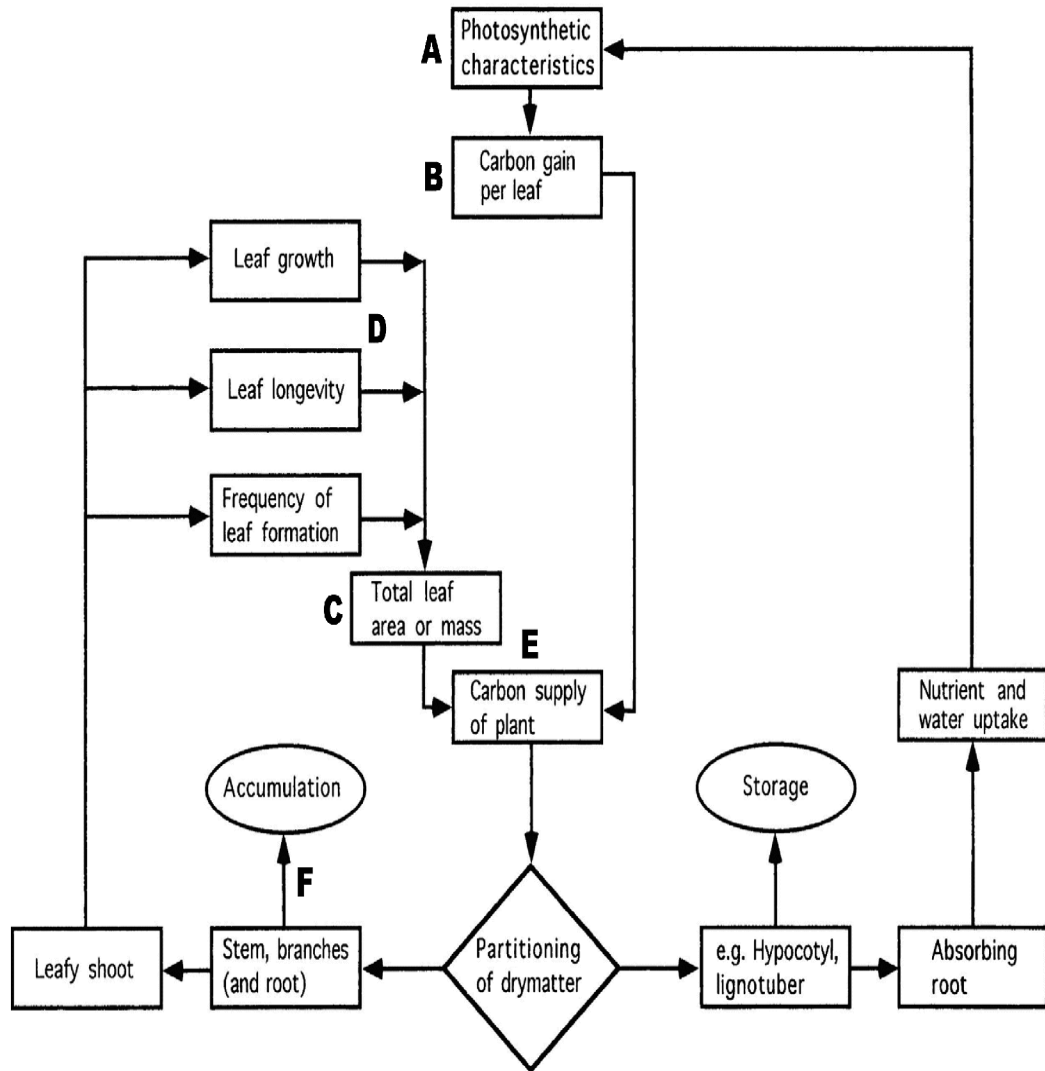 A
Photosynthetic
characteristics
B
Carbon gain
per leaf
Leaf growth
D
Leaf longevity
Frequency of
leaf formation
C
Total leaf
area or mass
E
Carbon supply
of plant
Nutrient and
water uptake
Accumulation
Storage
F
Leafy shoot
Stem, branches
(and root)
Partitioning
of drymatter
e.g. Hypocotyl,
lignotuber
Absorbing
root